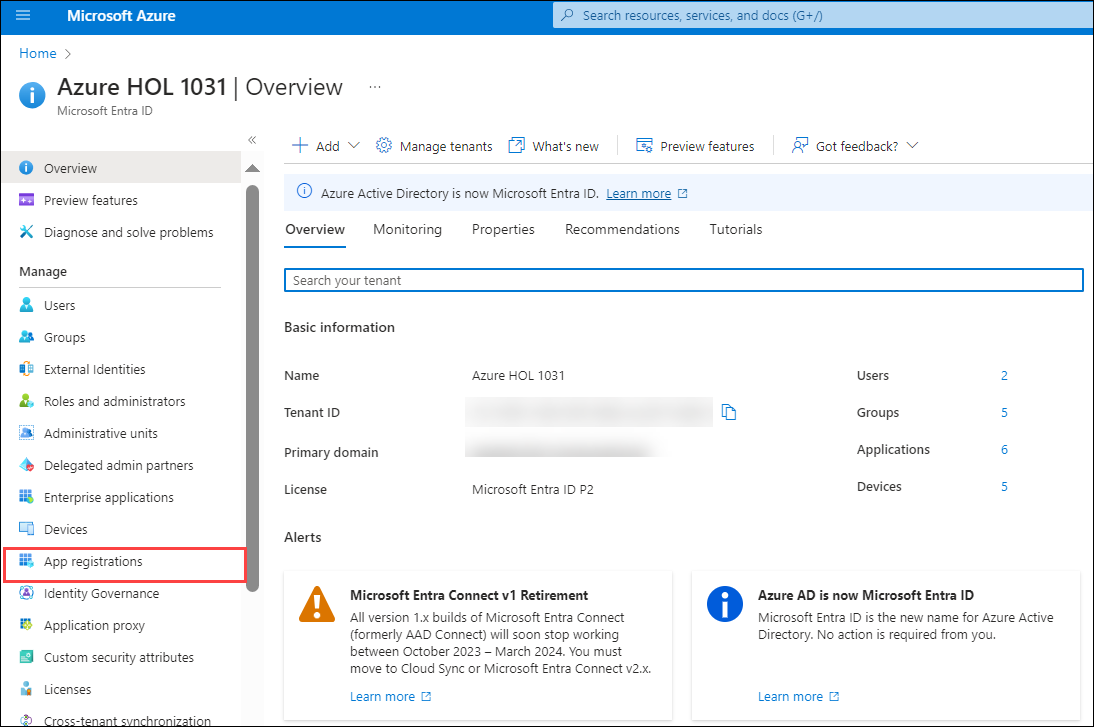 Microsoft Azure
Search resources, services, and docs (G+/)
Home
Azure HOL 1031 | Overview ...
Microsoft Entra ID
Overview
Preview features
Diagnose and solve problems
Manage
Users
Groups
External Identities
Roles and administrators
Administrative units
Delegated admin partners
Enterprise applications
Devices
App registrations
Identity Governance
Application proxy
Custom security attributes
Licenses
Cross-tenant synchronization
Add
Manage tenants
What's new
Preview features
Got feedback?
Azure Active Directory is now Microsoft Entra ID. Learn more
Overview Monitoring Properties Recommendations Tutorials
Search your tenant
Basic information
Name Azure HOL 1031 Users 2
Tenant ID Groups 5
Primary domain Applications 6
License Microsoft Entra ID P2 Devices 5
Alerts
Microsoft Entra Connect v1 Retirement
All version 1.x builds of Microsoft Entra Connect
(formerly AAD Connect) will soon stop working
between October 2023 – March 2024. You must
move to Cloud Sync or Microsoft Entra Connect v2.x.
Learn more
Azure AD is now Microsoft Entra ID
Microsoft Entra ID is the new name for Azure Active
Directory. No action is required from you.
Learn more